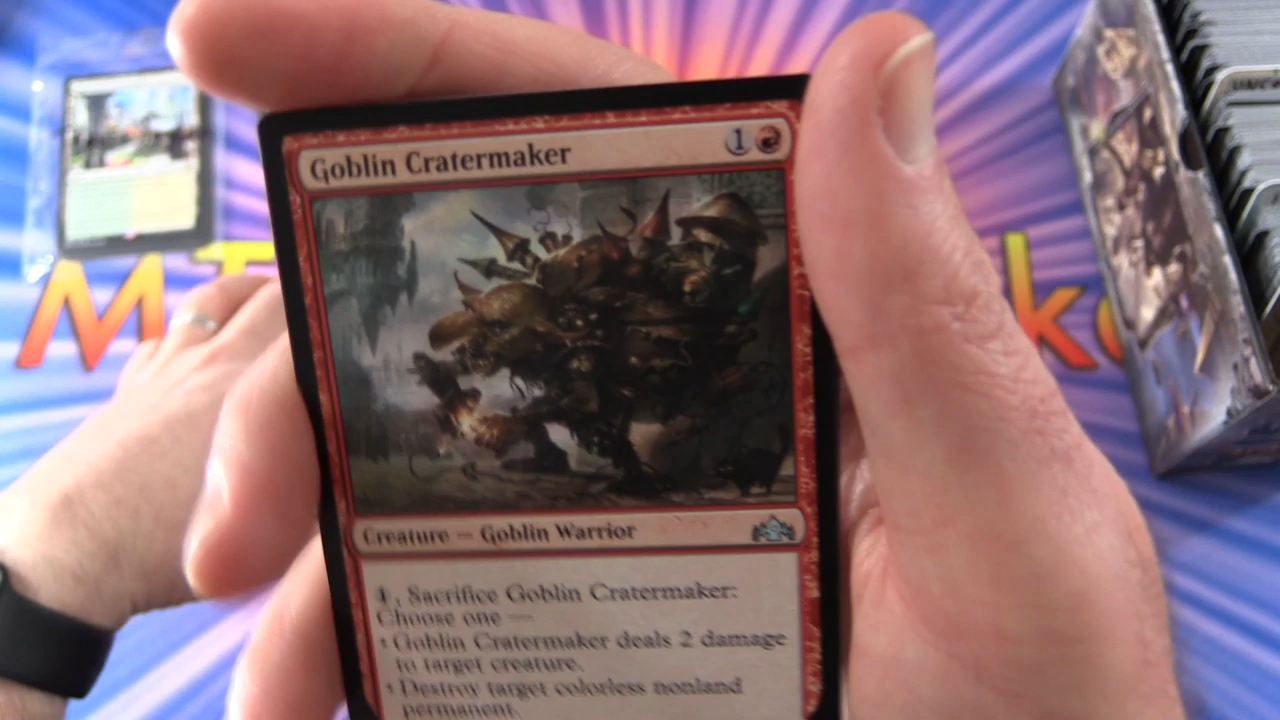 Goblin Cratermaker 1
Creature — Goblin Warrior
1, Sacrifice Goblin Cratermaker:
Choose one —
• Goblin Cratermaker deals 2 damage
to target creature.
• Destroy target colorless nonland
permanent.